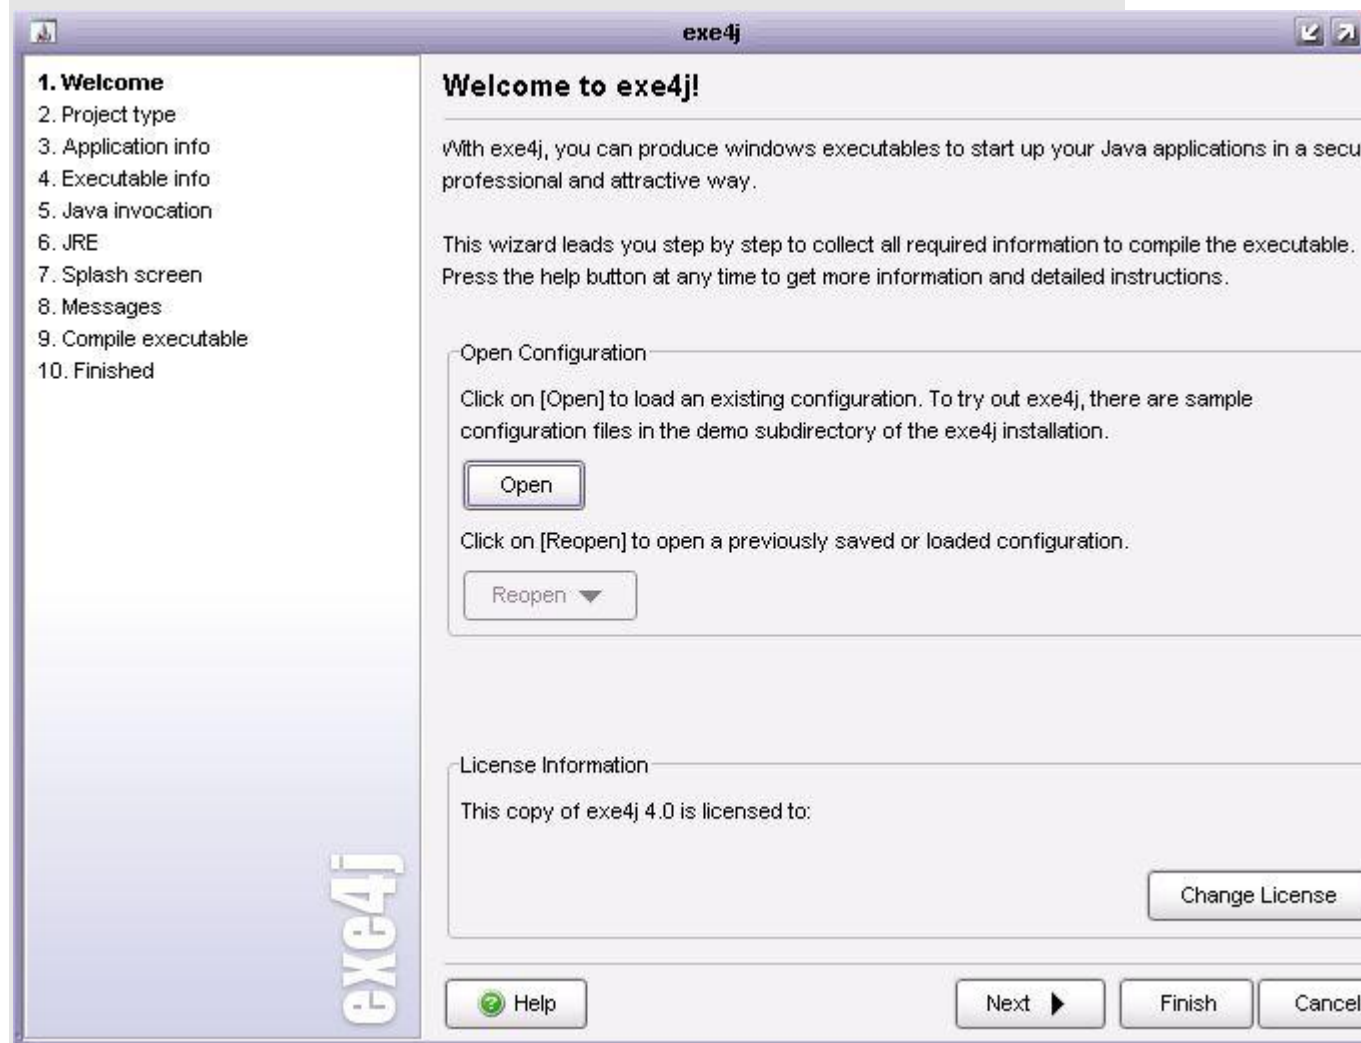 exe4j
1. Welcome
2. Project type
3. Application info
4. Executable info
5. Java invocation
6. JRE
7. Splash screen
8. Messages
9. Compile executable
10. Finished
exe4j
Welcome to exe4j!
With exe4j, you can produce windows executables to start up your Java applications in a secu
professional and attractive way.
This wizard leads you step by step to collect all required information to compile the executable.
Press the help button at any time to get more information and detailed instructions.
Open Configuration
Click on [Open] to load an existing configuration. To try out exe4j, there are sample
configuration files in the demo subdirectory of the exe4j installation.
Open
Click on [Reopen] to open a previously saved or loaded configuration.
Reopen
License Information
This copy of exe4j 4.0 is licensed to:
Change License
Help
Next
Finish
Cancel